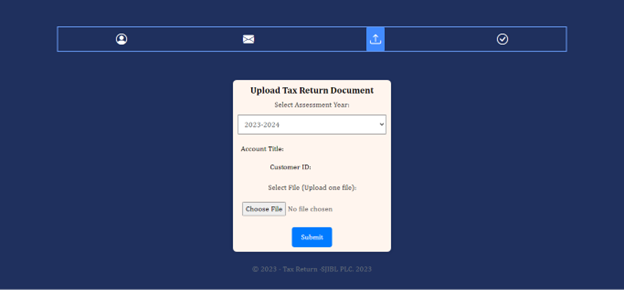 Upload Tax Return Document
Select Assessment Year:
2023-2024
Account Title:
Customer ID:
Select File (Upload one file):
Choose File No file chosen
Submit
© 2023 - Tax Return -SJIBL PLC. 2023